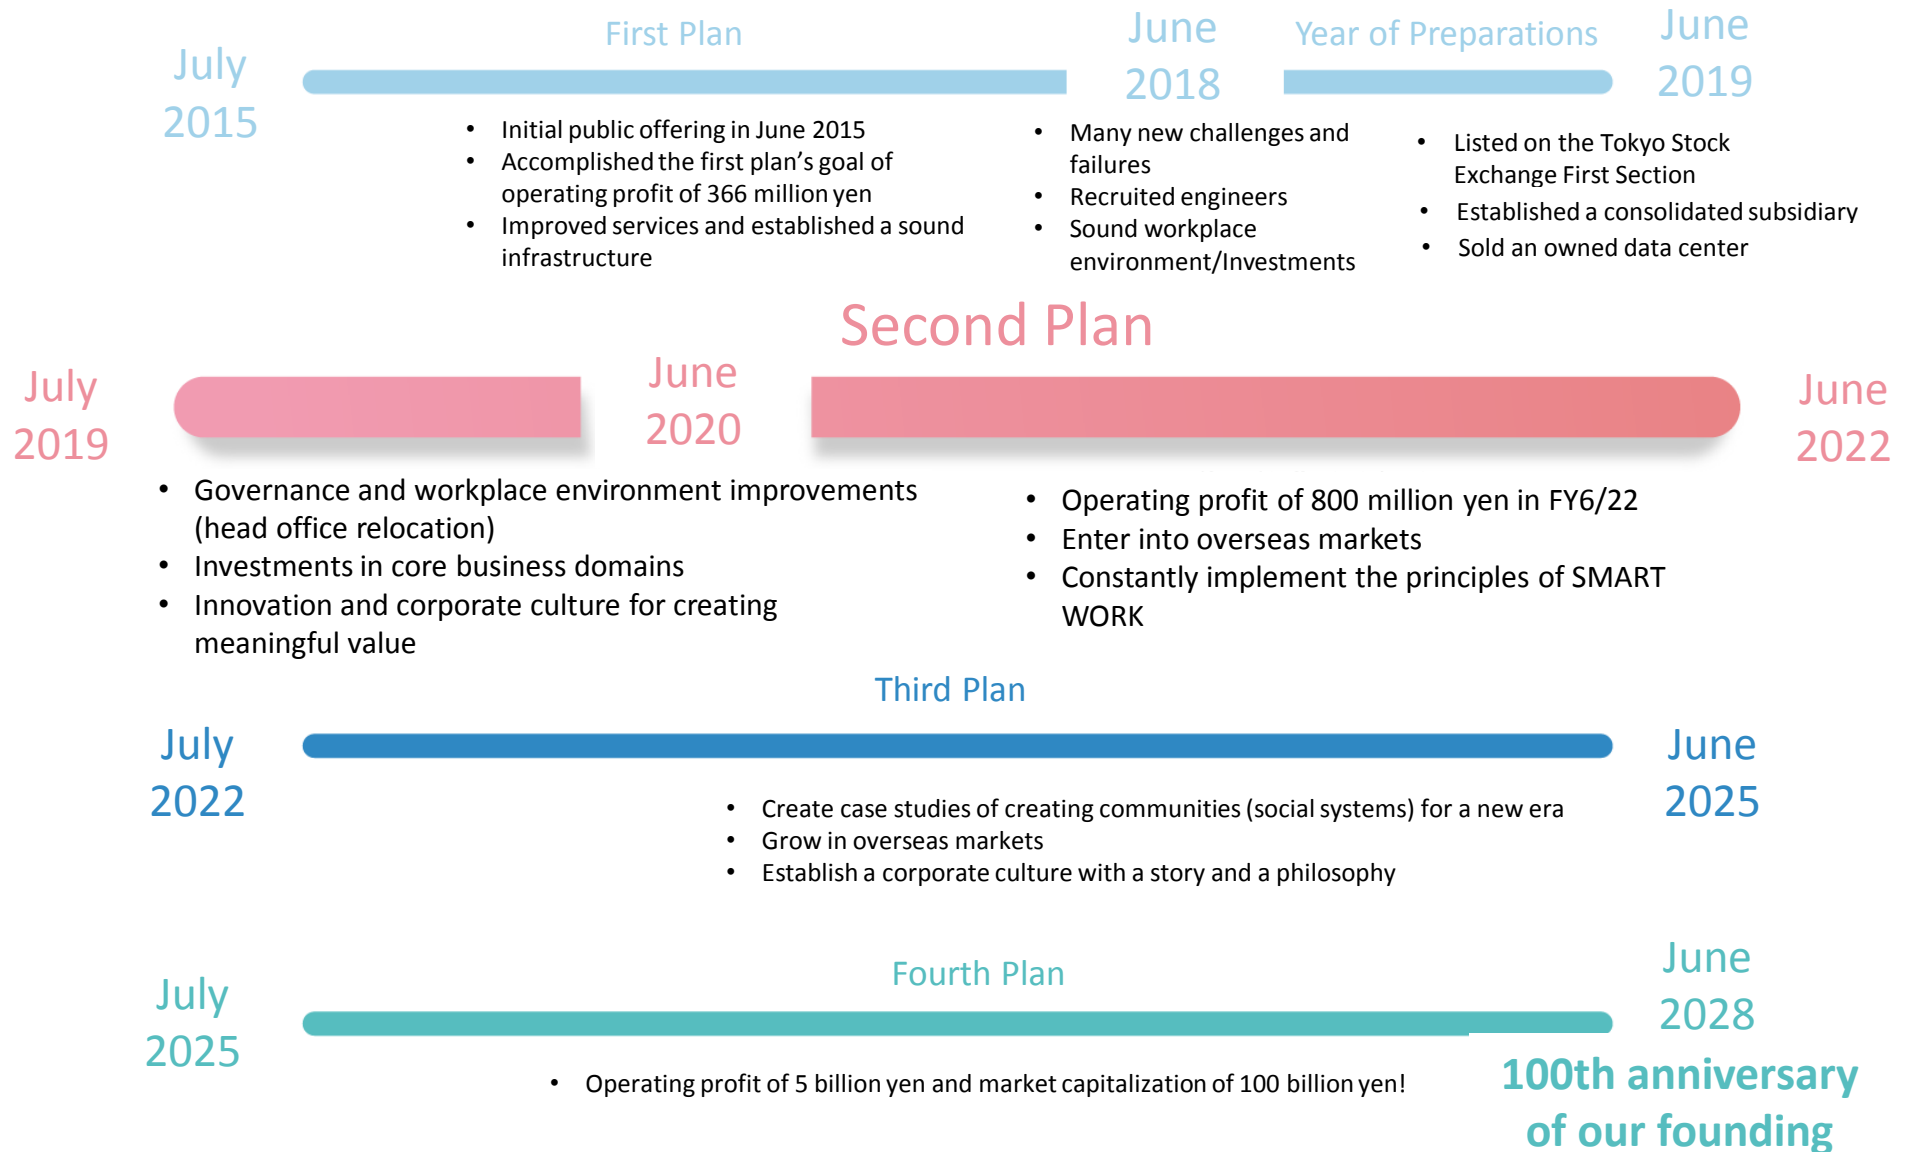 First Plan
July
2015
June
2018
Year of Preparations
June
2019
• Initial public offering in June 2015
• Accomplished the first plan's goal of
operating profit of 366 million yen
• Improved services and established a sound
infrastructure
• Many new challenges and
failures
• Recruited engineers
• Sound workplace
environment/Investments
• Listed on the Tokyo Stock
Exchange First Section
• Established a consolidated subsidiary
• Sold an owned data center
Second Plan
July
2019
June
2020
June
2022
• Governance and workplace environment improvements
(head office relocation)
• Investments in core business domains
• Innovation and corporate culture for creating
meaningful value
• Operating profit of 800 million yen in FY6/22
• Enter into overseas markets
• Constantly implement the principles of SMART
WORK
Third Plan
July
2022
June
2025
• Create case studies of creating communities (social systems) for a new era
• Grow in overseas markets
• Establish a corporate culture with a story and a philosophy
Fourth Plan
July
2025
June
2028
• Operating profit of 5 billion yen and market capitalization of 100 billion yen!
100th anniversary
of our founding